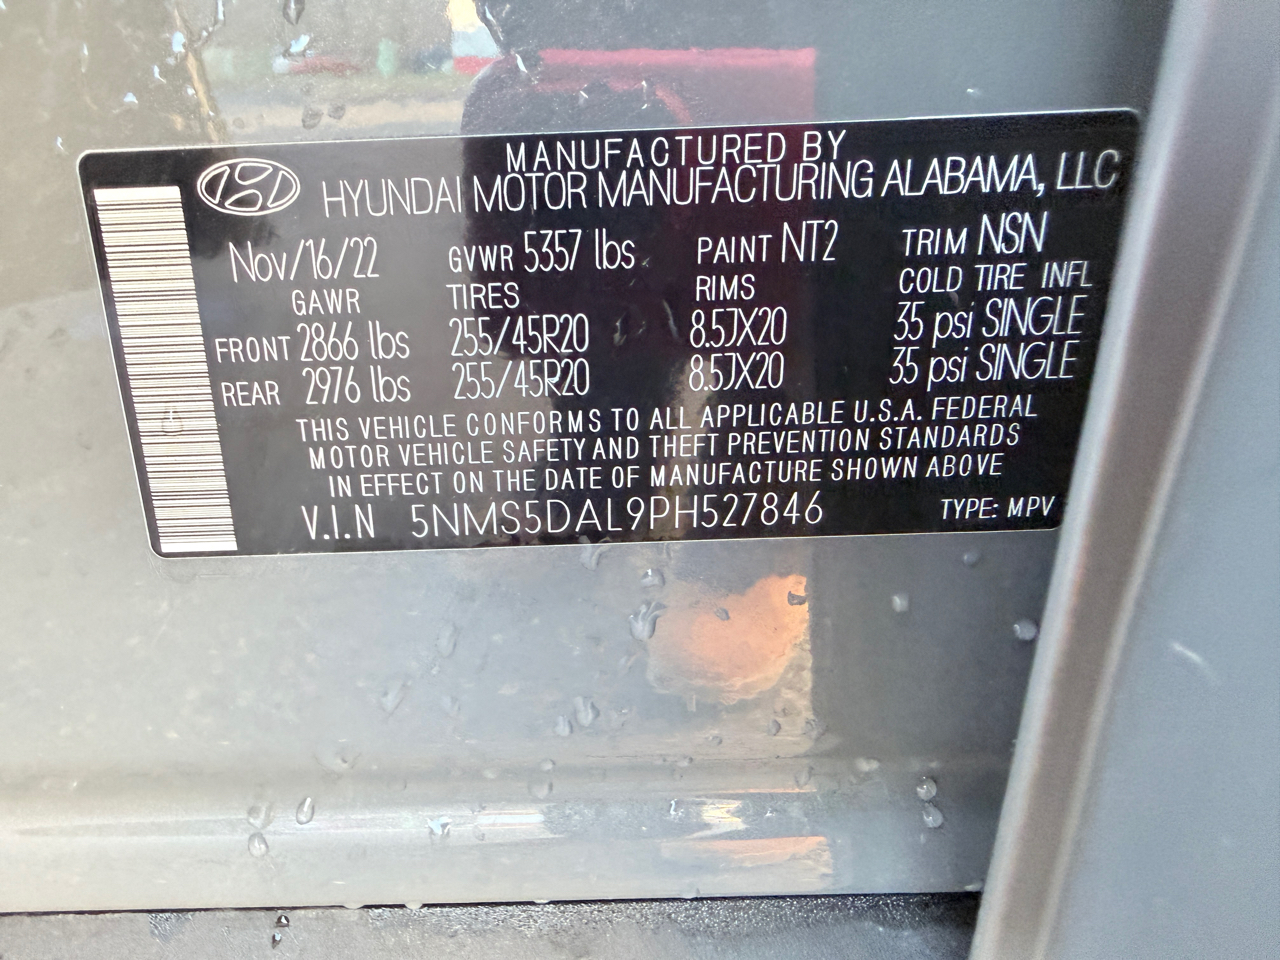 MANUFACTURED BY
HYUNDAI MOTOR MANUFACTURING ALABAMA, LLC
Nov/16/22 GVWR 5357 lbs PAINT NT2 TRIM NSN
GAWR TIRES RIMS COLD TIRE INFL
FRONT 2866 lbs 255/45R20 8.5JX20 35 psi SINGLE
REAR 2976 lbs 255/45R20 8.5JX20 35 psi SINGLE
THIS VEHICLE CONFORMS TO ALL APPLICABLE U.S.A. FEDERAL
MOTOR VEHICLE SAFETY AND THEFT PREVENTION STANDARDS
IN EFFECT ON THE DATE OF MANUFACTURE SHOWN ABOVE
V.I.N 5NMS5DAL9PH527846 TYPE: MPV